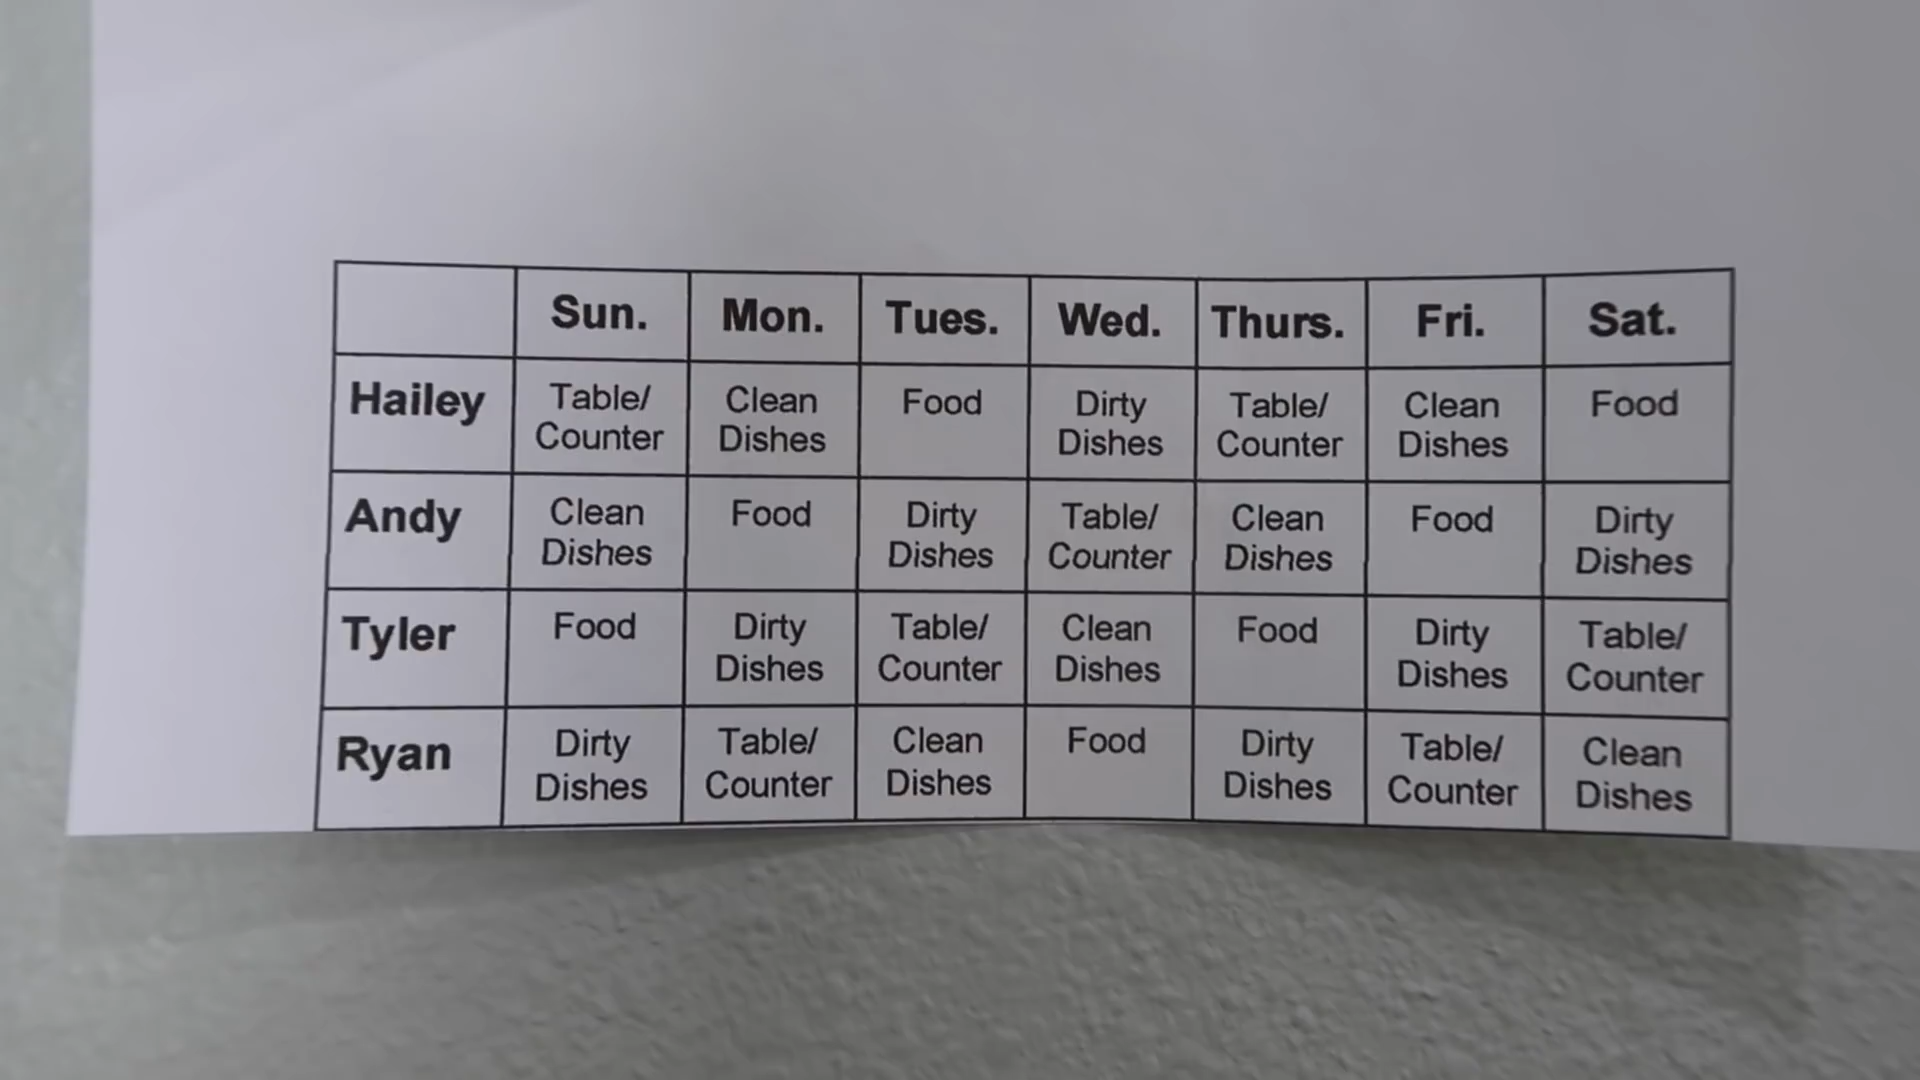 Sun. Mon. Tues. Wed. Thurs. Fri. Sat.
Hailey Table/ Clean Food Dirty Table/ Clean Food
Counter Dishes Dishes Counter Dishes
Andy Clean Food Dirty Table/ Clean Food Dirty
Dishes Dishes Counter Dishes Dishes
Tyler Food Dirty Table/ Clean Food Dirty Table/
Dishes Counter Dishes Dishes Counter
Ryan Dirty Table/ Clean Food Dirty Table/ Clean
Dishes Counter Dishes Dishes Counter Dishes